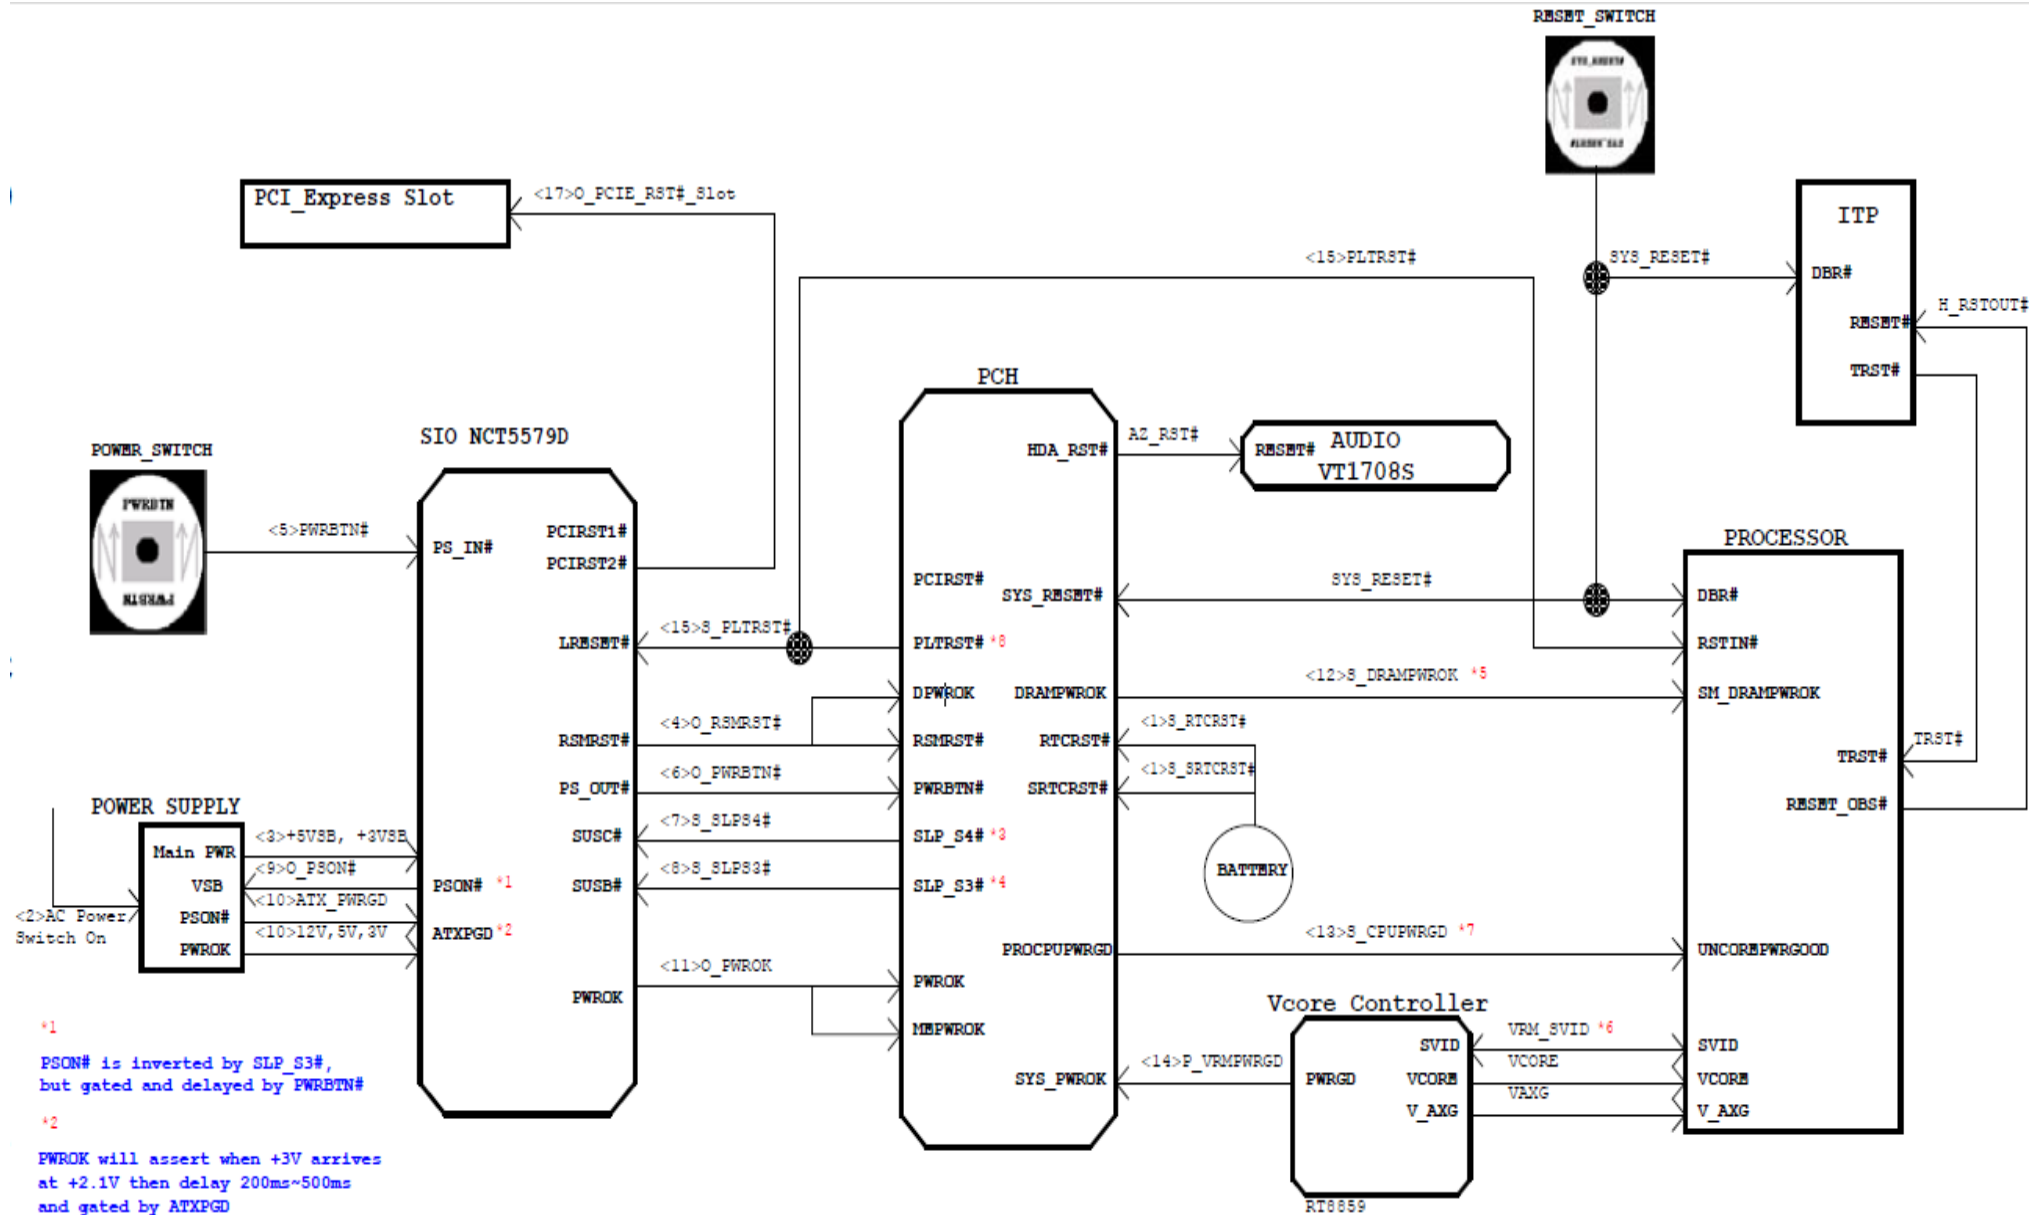 RESET_SWITCH
SYS_RESET#
SYS_RESET#
PCI_Express Slot
<17>O_PCIE_RST#_Slot
ITP
<15>PLTRST#
SYS_RESET#
DBR#
H_RSTOUT#
RESET#
TRST#
PCH
SIO NCT5579D
HDA_RST#
AZ_RST#
RESET#
AUDIO
VT1708S
POWER_SWITCH
PWRBTN
PWRBTN
<5>PWRBTN#
PS_IN#
PCIRST1#
PCIRST2#
PROCESSOR
PCIRST#
SYS_RESET#
SYS_RESET#
DBR#
LRESET#
<15>S_PLTRST#
PLTRST# *8
RSTIN#
<12>S_DRAMPWROK *5
DPWROK
DRAMPWROK
SM_DRAMPWROK
<4>O_RSMRST#
<1>S_RTCRST#
RSMRST#
RSMRST#
RTCRST#
TRST#
TRST#
<6>O_PWRBTN#
<1>S_SRTCRST#
PS_OUT#
PWRBTN#
SRTCRST#
RESET_OBS#
POWER SUPPLY
<7>S_SLPS4#
<3>+5VSB, +3VSB
SUSC#
SLP_S4# *3
Main PWR
<9>O_PSON#
<8>S_SLPS3#
BATTERY
VSB
PSON# *1
SUSB#
SLP_S3# *4
<10>ATX_PWRGD
<2>AC Power
Switch On
PSON#
<10>12V,5V,3V
ATXPGD *2
<13>S_CPUPWRGD *7
PWROK
PROCPUPWRGD
UNCOREPWRGOOD
<11>O_PWROK
PWROK
PWROK
MEPWROK
Vcore Controller
VRM_SVID *6
SVID
SVID
<14>P_VRMPWRGD
VCORE
SYS_PWROK
PWRGD
VCORE
VCORE
VAXG
V_AXG
V_AXG
RT8859
*1
PSON# is inverted by SLP_S3#,
but gated and delayed by PWRBTN#
*2
PWROK will assert when +3V arrives
at +2.1V then delay 200ms~500ms
and gated by ATXPGD